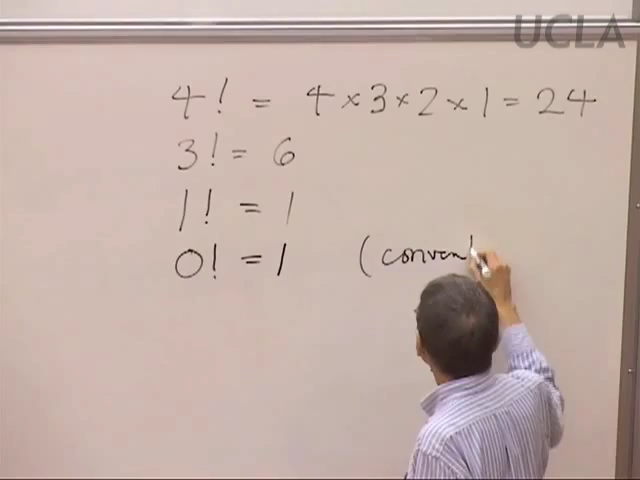 UCLA
4! = 4 × 3 × 2 × 1 = 24
3! = 6
1! = 1
0! = 1 (conven